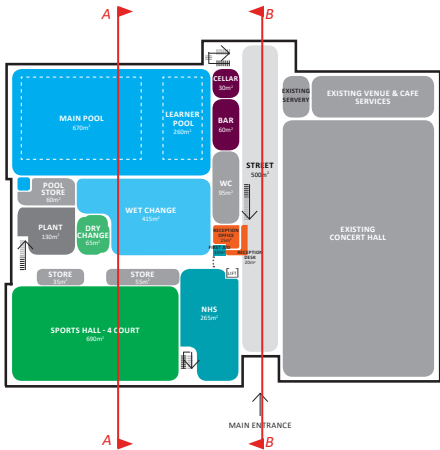 A
B
CELLAR
30m²
MAIN POOL
670m²
LEARNER
POOL
260m²
EXISTING
SERVERY
EXISTING VENUE & CAFE
SERVICES
BAR
60m²
STREET
500m²
POOL
STORE
60m²
WET CHANGE
415m²
WC
95m²
PLANT
130m²
DRY
CHANGE
65m²
RECEPTION
OFFICE
EXISTING
CONCERT HALL
RECEPTION
DESK
20m²
LIFT
STORE
35m²
STORE
55m²
SPORTS HALL - 4 COURT
690m²
NHS
265m²
MAIN ENTRANCE
A
B